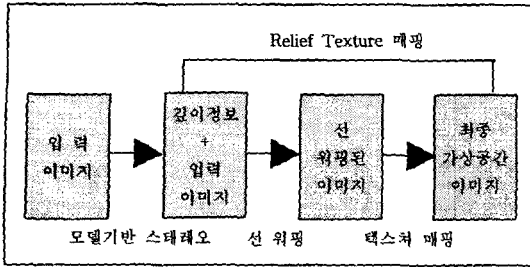 Relief Texture 매핑
입 력
이미지
깊이정보
+
입력
이미지
선
워핑된
이미지
최종
가상공간
이미지
모델기반 스테레오
선 워핑
텍스쳐 매핑